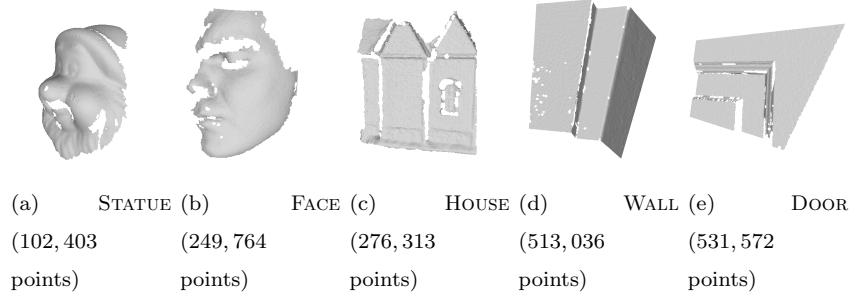 (a) STATUE (b) FACE (c) HOUSE (d) WALL (e) DOOR
(102, 403 (249, 764 (276, 313 (513, 036 (531, 572
points) points) points) points) points)